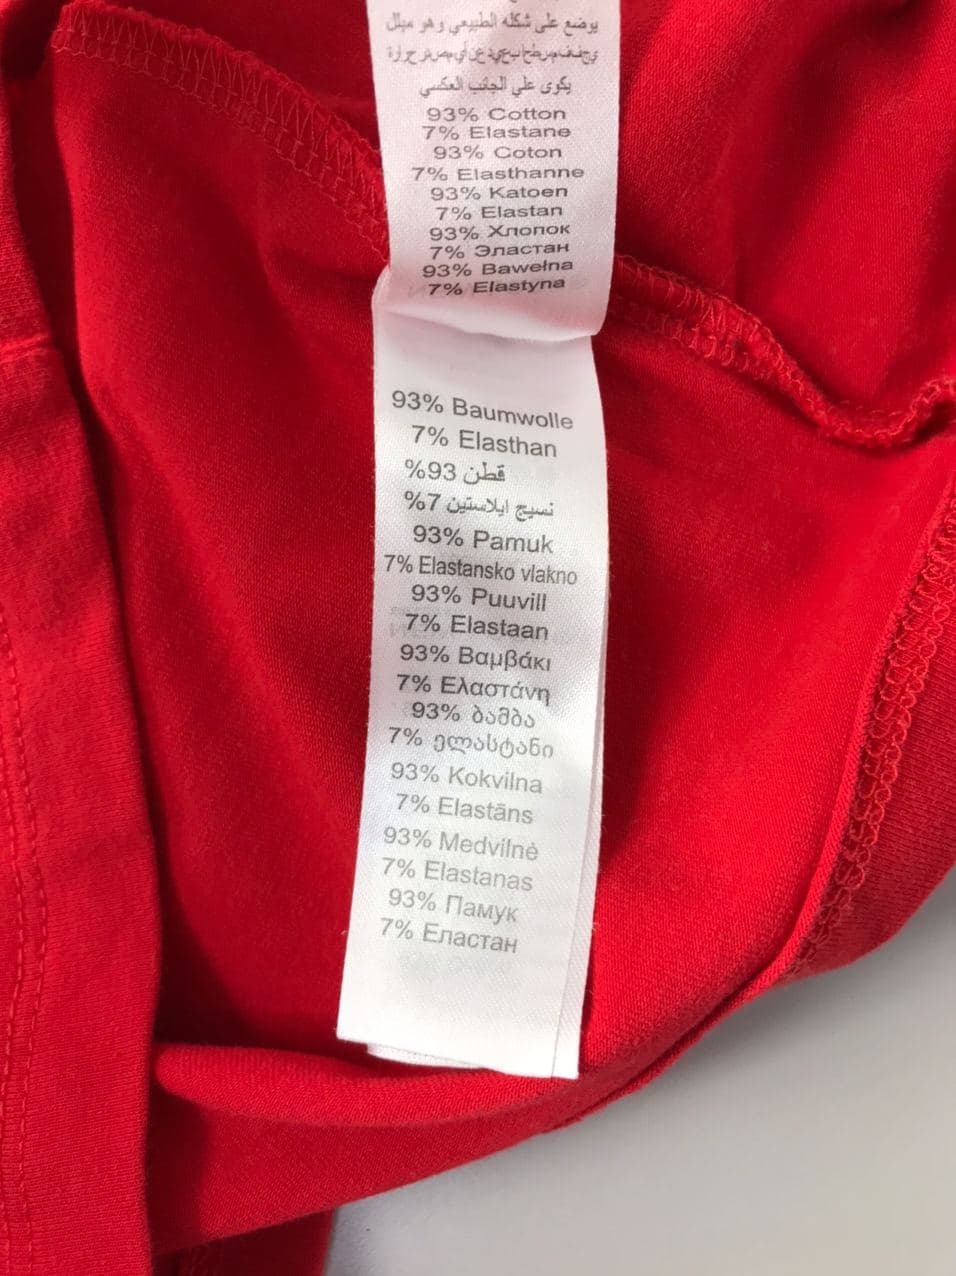 يوضع على شكله الطبيعي وهو مبلل
يكوى على الجانب العكسي
93% Cotton
7% Elastane
93% Coton
7% Elasthanne
93% Katoen
7% Elastan
93% Хлопок
7% Эластан
93% Bawełna
7% Elastyna
93% Baumwolle
7% Elasthan
%93 قطن
%7 نسيج ايلاستين
93% Pamuk
7% Elastansko vlakno
93% Puuvill
7% Elastaan
93% Βαμβάκι
7% Ελαστάνη
93% ბამბა
7% ელასტანი
93% Kokvilna
7% Elastāns
93% Medvilnė
7% Elastanas
93% Памук
7% Еластан